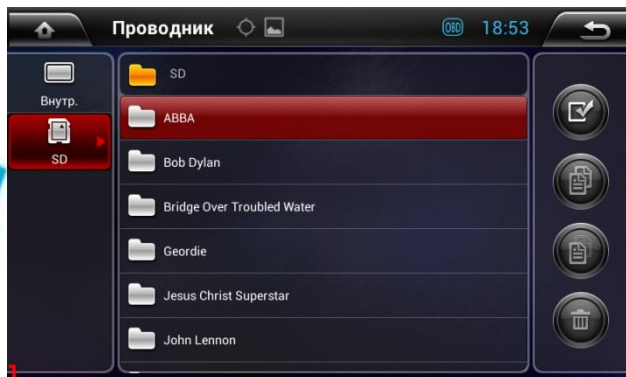 Проводник OBD 18:53
Внутр.
SD
SD
ABBA
Bob Dylan
Bridge Over Troubled Water
Geordie
Jesus Christ Superstar
John Lennon